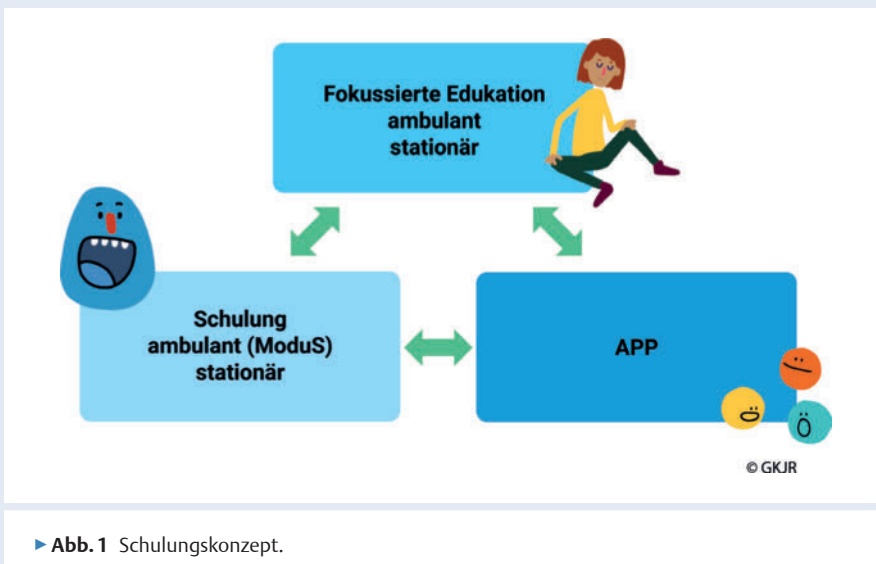 Fokussierte Edukation
ambulant
stationär
Schulung
ambulant (ModuS)
stationär
APP
© GKJR
▶ Abb. 1 Schulungskonzept.